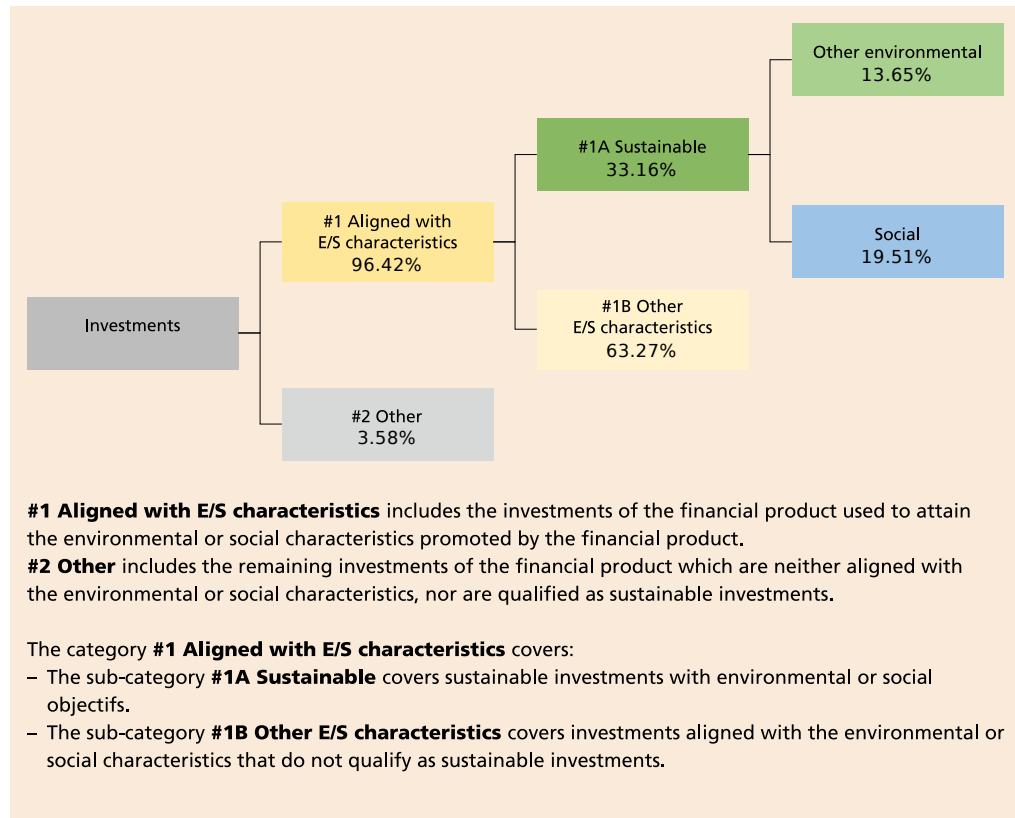 Other environmental
13.65%
#1A Sustainable
33.16%
#1 Aligned with
E/S characteristics
96.42%
Social
19.51%
Investments
#1B Other
E/S characteristics
63.27%
#2 Other
3.58%
#1 Aligned with E/S characteristics includes the investments of the financial product used to attain
the environmental or social characteristics promoted by the financial product.
#2 Other includes the remaining investments of the financial product which are neither aligned with
the environmental or social characteristics, nor are qualified as sustainable investments.
The category #1 Aligned with E/S characteristics covers:
– The sub-category #1A Sustainable covers sustainable investments with environmental or social
objectifs.
– The sub-category #1B Other E/S characteristics covers investments aligned with the environmental or
social characteristics that do not qualify as sustainable investments.